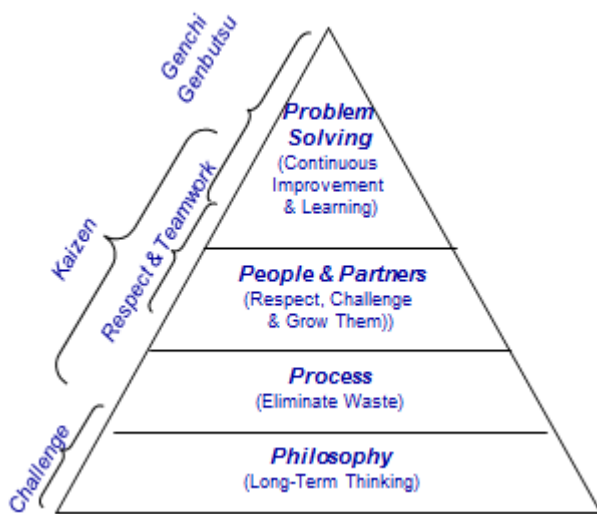 Genchi
Genbutsu
Kaizen
Respect & Teamwork
Challenge
Problem
Solving
(Continuous
Improvement
& Learning)
People & Partners
(Respect, Challenge
& Grow Them))
Process
(Eliminate Waste)
Philosophy
(Long-Term Thinking)